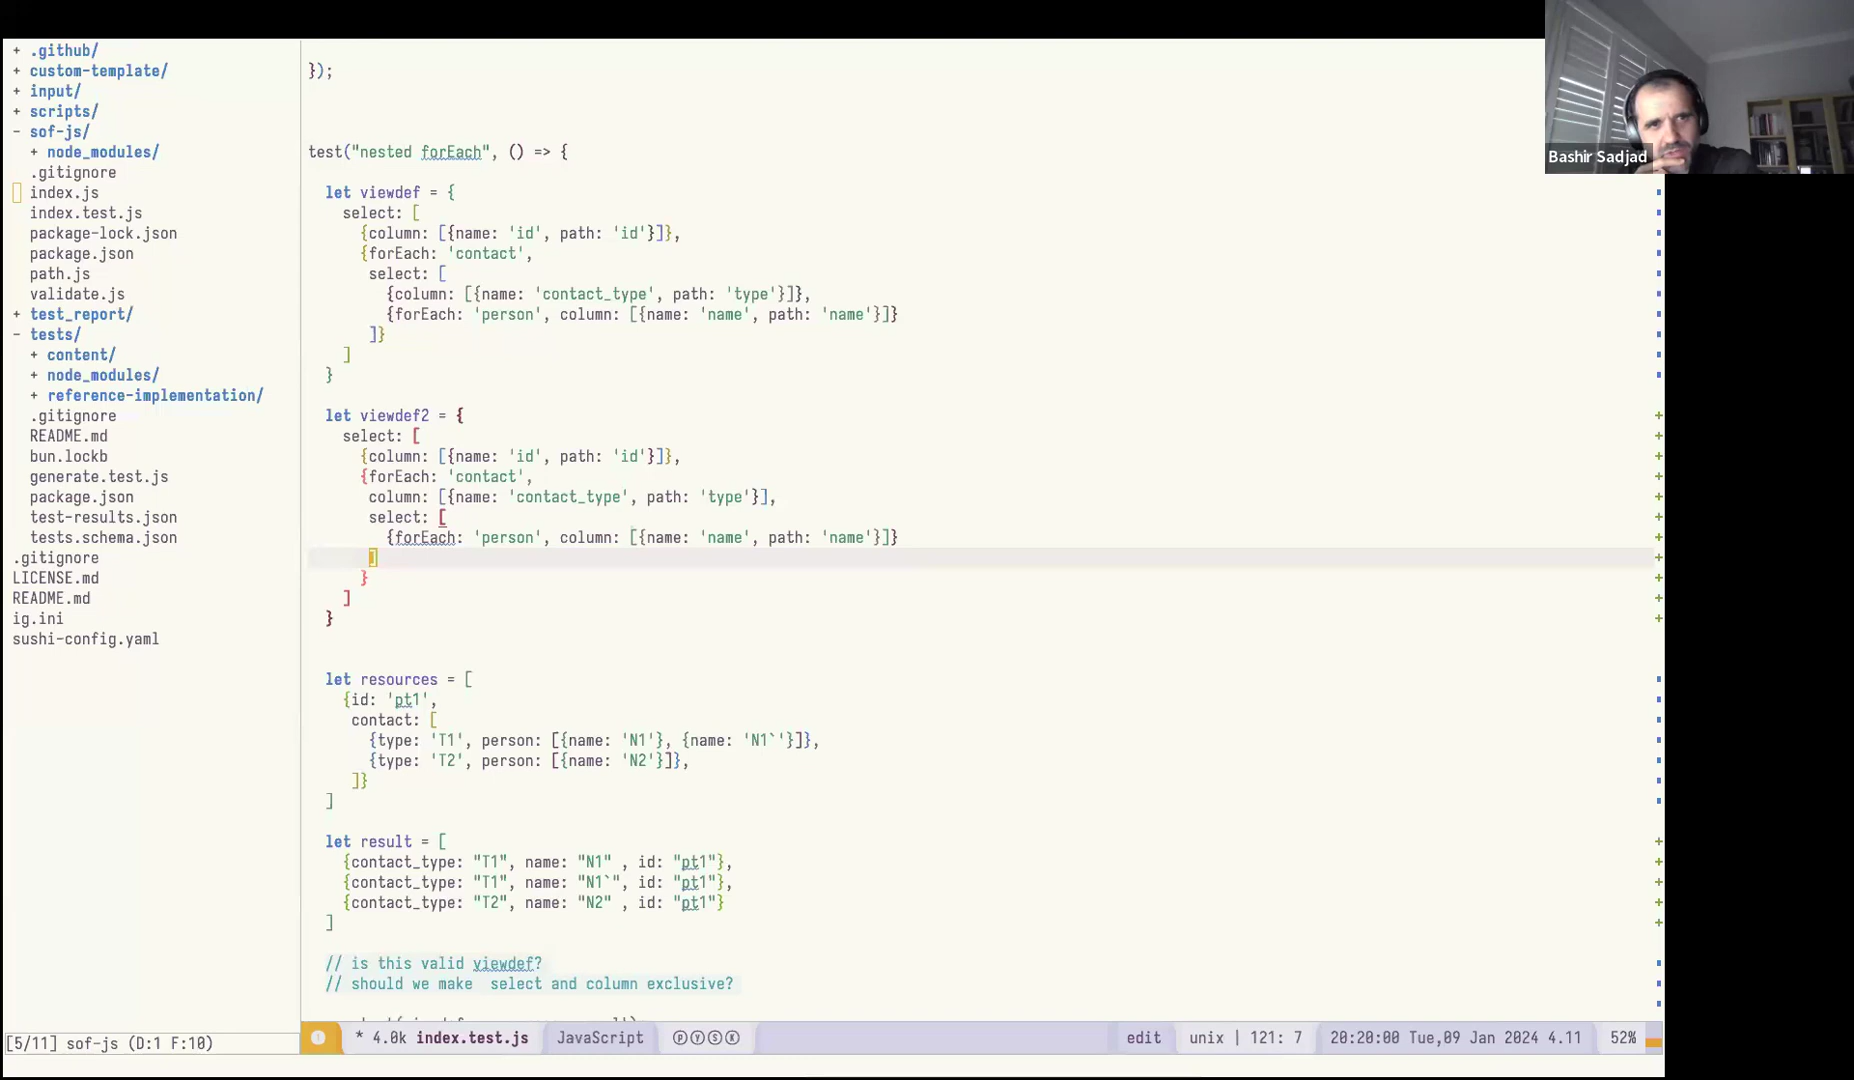 + .github/
+ custom-template/
+ input/
+ scripts/
- sof-js/
+ node_modules/
.gitignore
index.js
index.test.js
package-lock.json
package.json
path.js
validate.js
+ test_report/
- tests/
+ content/
+ node_modules/
+ reference-implementation/
.gitignore
README.md
bun.lockb
generate.test.js
package.json
test-results.json
tests.schema.json
.gitignore
LICENSE.md
README.md
ig.ini
sushi-config.yaml
[5/11] sof-js (D:1 F:10)
});
test("nested forEach", () => {
let viewdef = {
select: [
{column: [{name: 'id', path: 'id'}]},
{forEach: 'contact',
select: [
{column: [{name: 'contact_type', path: 'type'}]},
{forEach: 'person', column: [{name: 'name', path: 'name'}]}
]}
]
}
let viewdef2 = {
select: [
{column: [{name: 'id', path: 'id'}]},
{forEach: 'contact',
column: [{name: 'contact_type', path: 'type'}],
select: [
{forEach: 'person', column: [{name: 'name', path: 'name'}]}
]
}
]
}
let resources = [
{id: 'pt1',
contact: [
{type: 'T1', person: [{name: 'N1'}, {name: 'N1`'}]},
{type: 'T2', person: [{name: 'N2'}]},
]}
]
let result = [
{contact_type: "T1", name: "N1" , id: "pt1"},
{contact_type: "T1", name: "N1`", id: "pt1"},
{contact_type: "T2", name: "N2" , id: "pt1"}
]
// is this valid viewdef?
// should we make  select and column exclusive?
* 4.0k index.test.js JavaScript ⓟⓨⓢⓚ edit unix | 121: 7 20:20:00 Tue,09 Jan 2024 4.11 52%
Bashir Sadjad